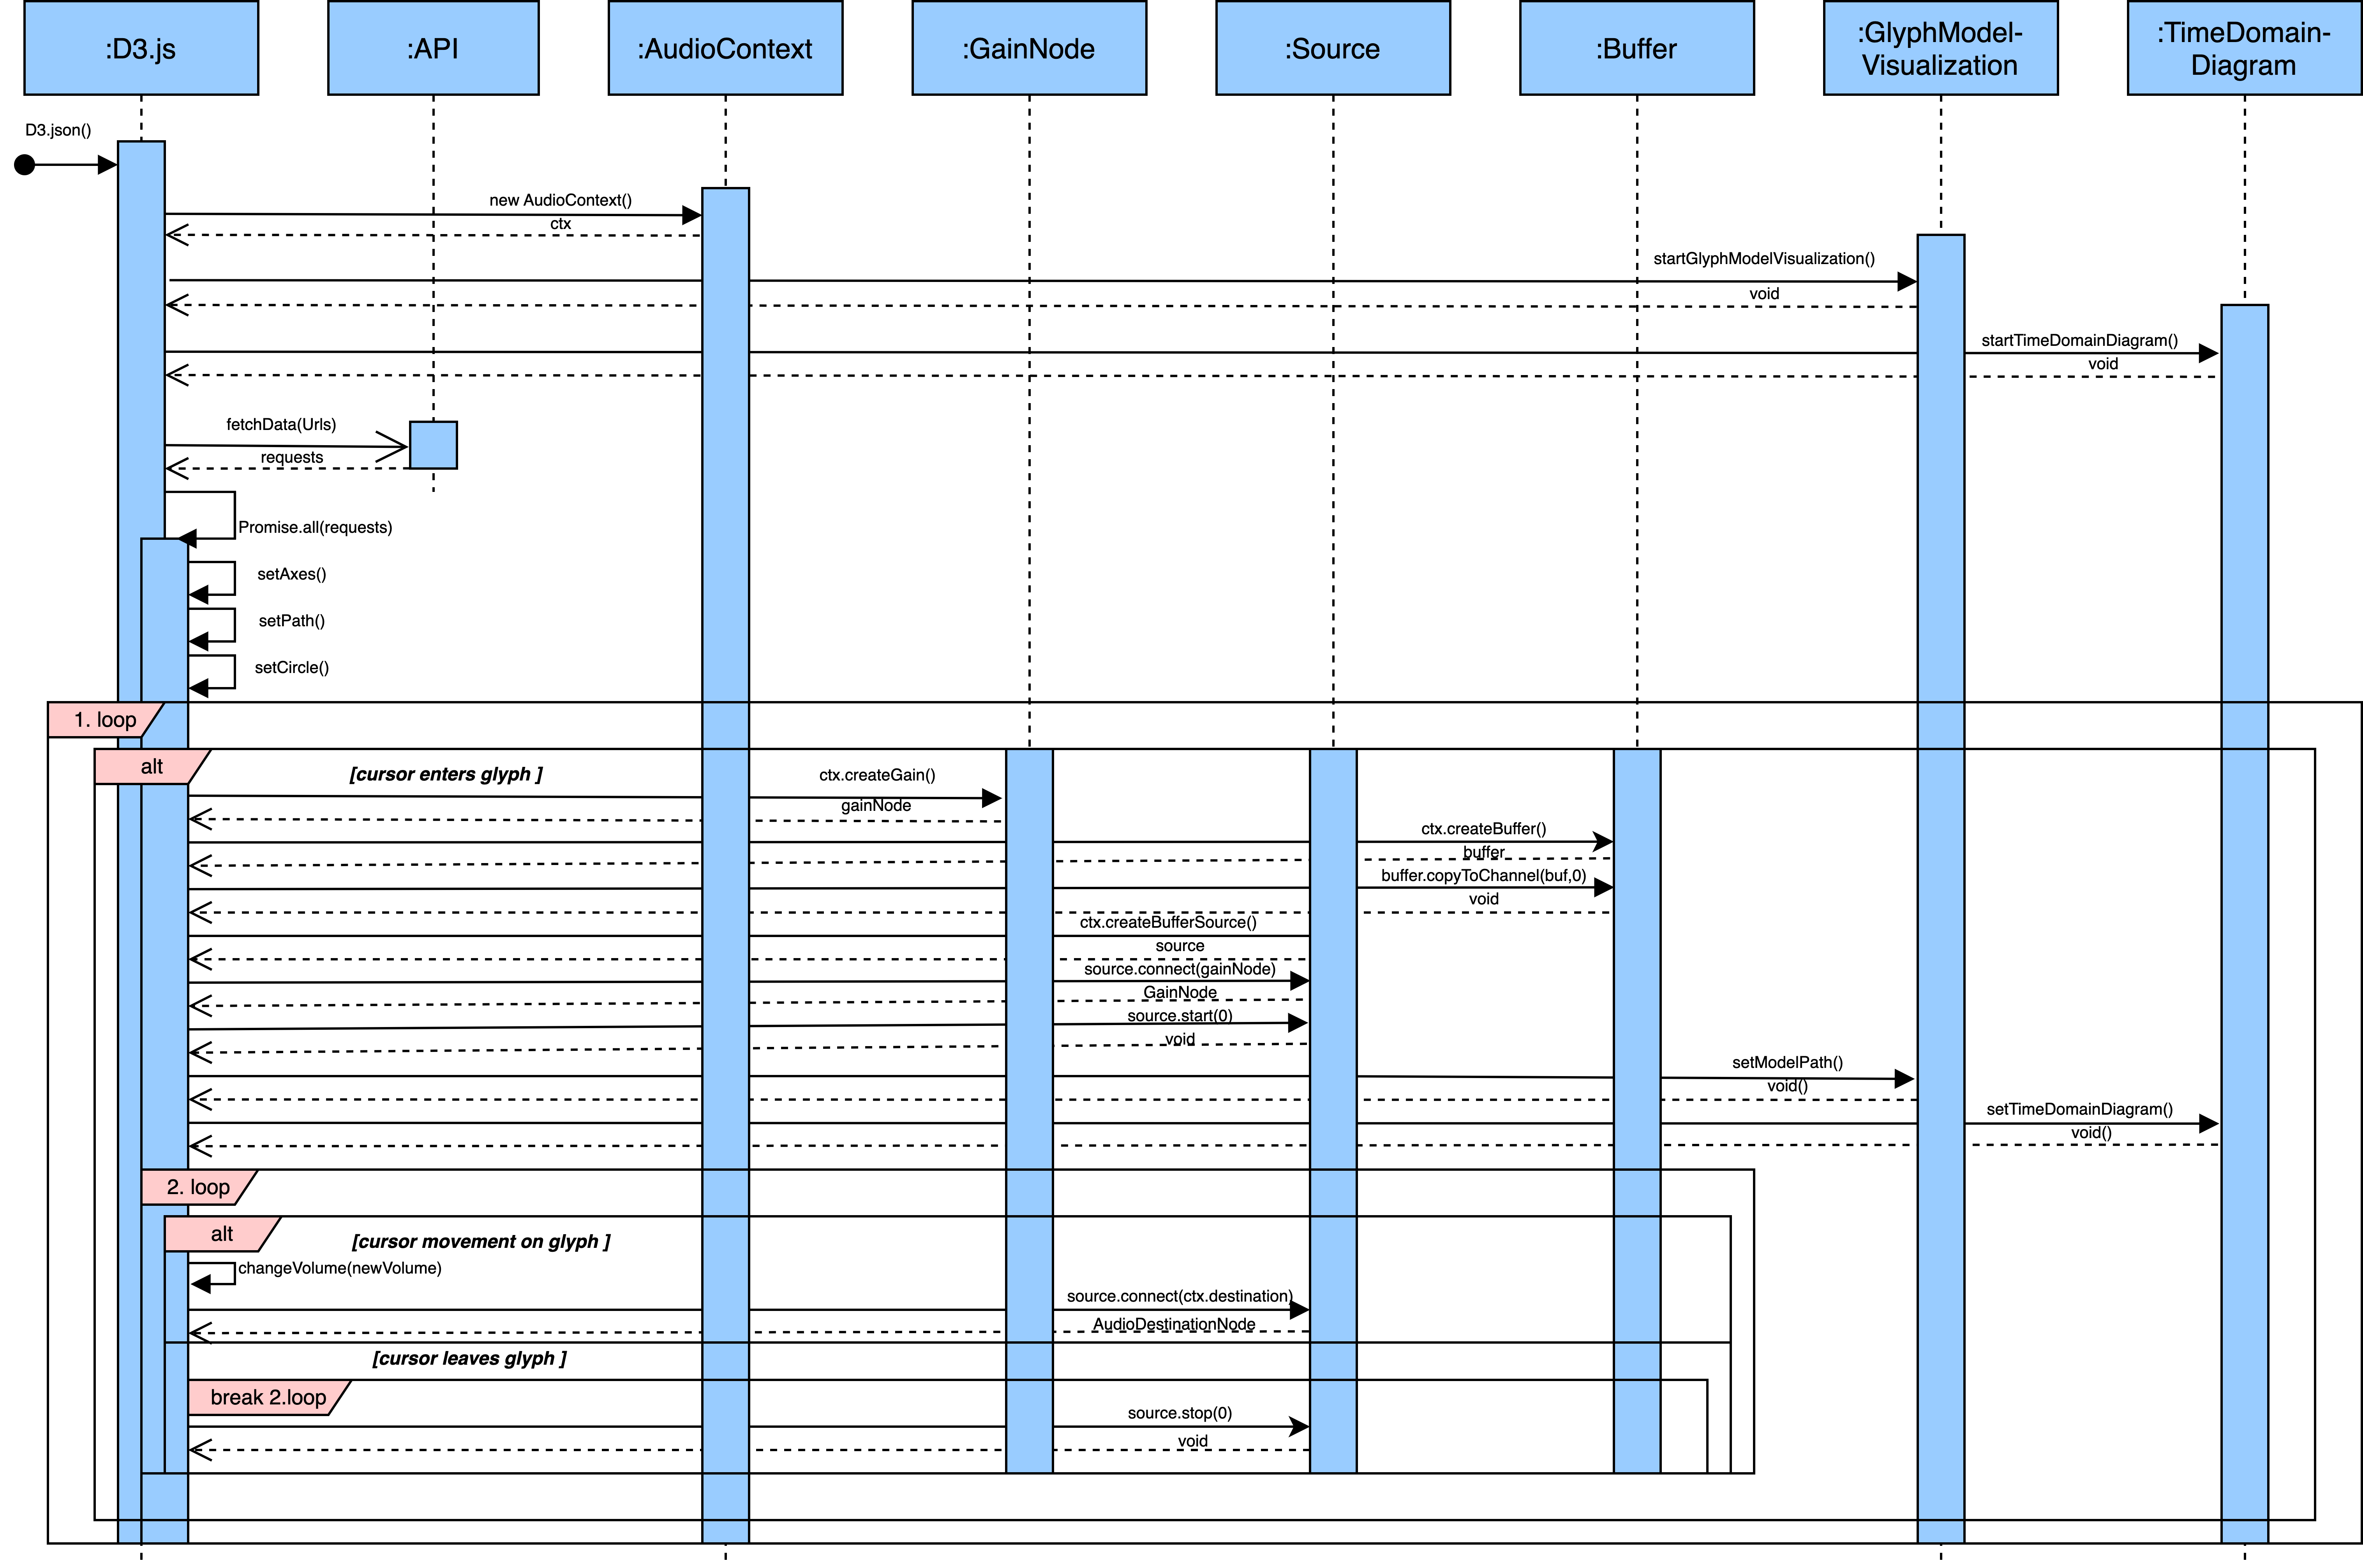 :D3.js
:API
:AudioContext
:GainNode
:Source
:Buffer
:GlyphModel-
Visualization
:TimeDomain-
Diagram
D3.json()
new AudioContext()
ctx
startGlyphModelVisualization()
void
startTimeDomainDiagram()
void
fetchData(Urls)
requests
Promise.all(requests)
setAxes()
setPath()
setCircle()
1. loop
alt
[cursor enters glyph ]
ctx.createGain()
gainNode
ctx.createBuffer()
buffer
buffer.copyToChannel(buf,0)
void
ctx.createBufferSource()
source
source.connect(gainNode)
GainNode
source.start(0)
void
setModelPath()
void()
setTimeDomainDiagram()
void()
2. loop
alt
[cursor movement on glyph ]
changeVolume(newVolume)
source.connect(ctx.destination)
AudioDestinationNode
[cursor leaves glyph ]
break 2.loop
source.stop(0)
void